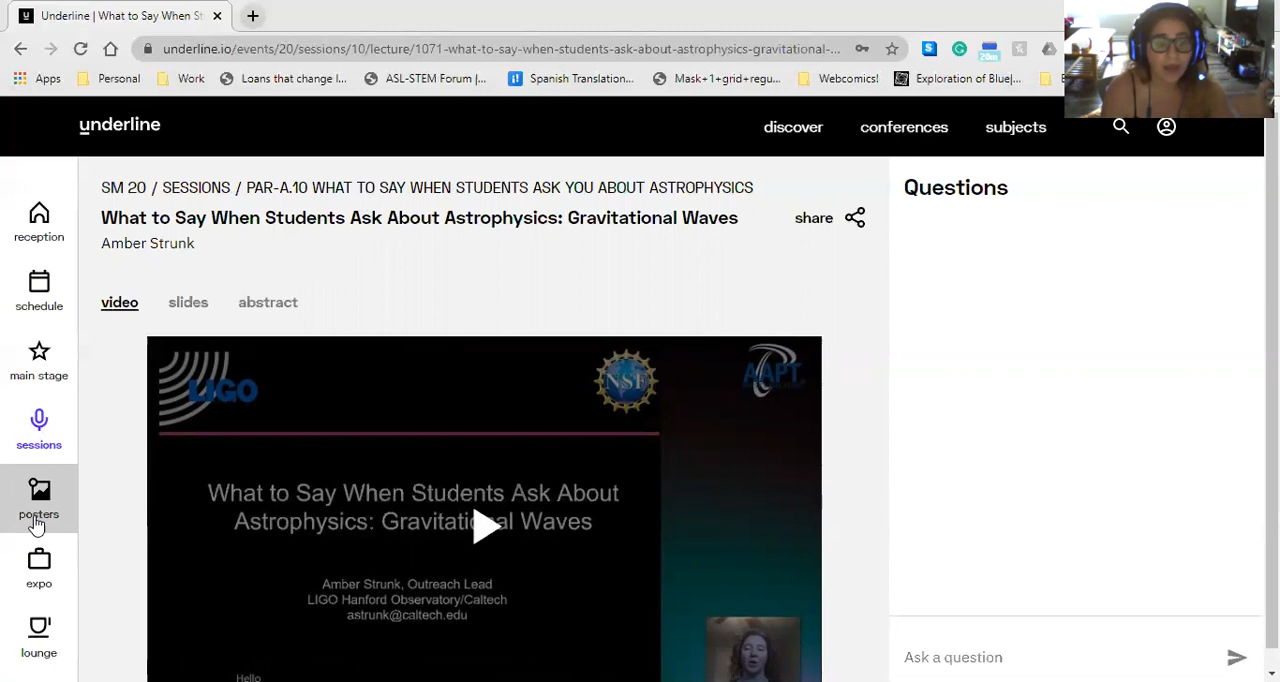 Underline | What to Say When St
underline.io/events/20/sessions/10/lecture/1071-what-to-say-when-students-ask-about-astrophysics-gravitational-...
20m
Apps Personal Work Loans that change l... ASL-STEM Forum |... Spanish Translation... Mask+1+grid+regu... Webcomics! Exploration of Blue|...
underline discover conferences subjects
reception
schedule
main stage
sessions
posters
expo
lounge
SM 20 / SESSIONS / PAR-A.10 WHAT TO SAY WHEN STUDENTS ASK YOU ABOUT ASTROPHYSICS
What to Say When Students Ask About Astrophysics: Gravitational Waves
share
Amber Strunk
video slides abstract
LIGO NSF AAPT
What to Say When Students Ask About
Astrophysics: Gravitational Waves
Amber Strunk, Outreach Lead
LIGO Hanford Observatory/Caltech
astrunk@caltech.edu
Hello
Questions
Ask a question